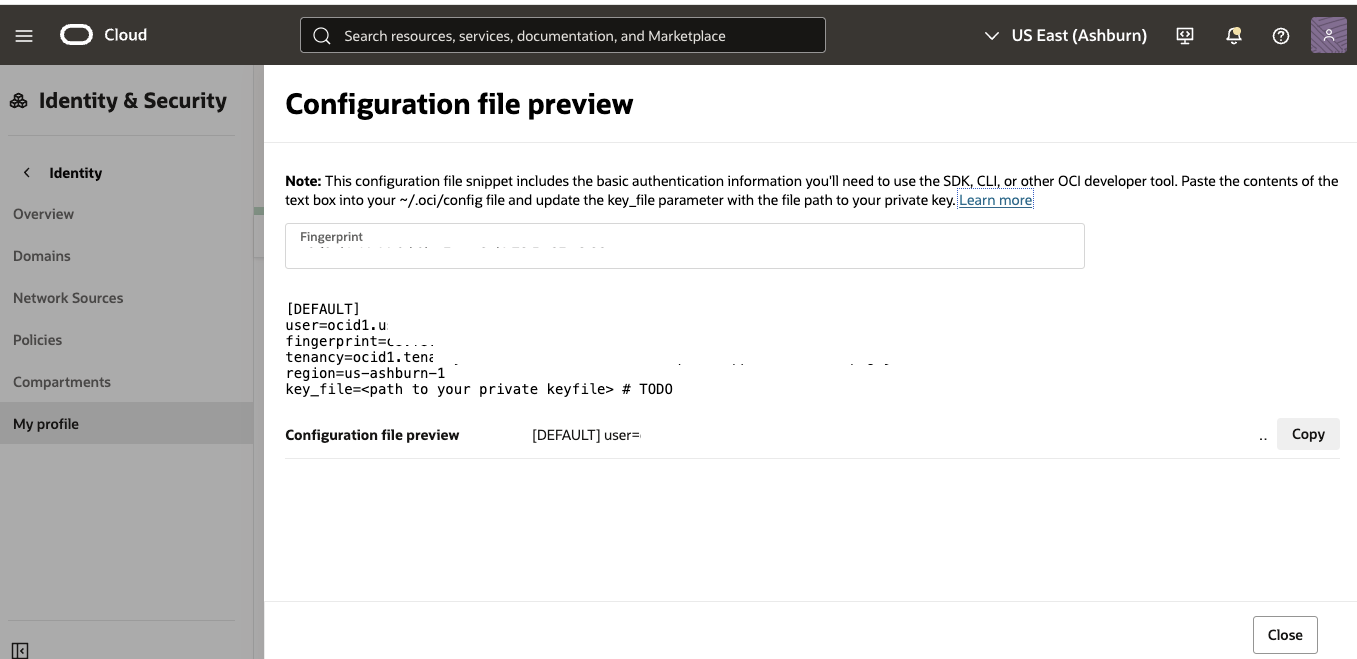 Cloud
Search resources, services, documentation, and Marketplace
US East (Ashburn)
Identity & Security
Identity
Overview
Domains
Network Sources
Policies
Compartments
My profile
Configuration file preview
Note: This configuration file snippet includes the basic authentication information you'll need to use the SDK, CLI, or other OCI developer tool. Paste the contents of the
text box into your ~/.oci/config file and update the key_file parameter with the file path to your private key. Learn more
Fingerprint
[DEFAULT]
user=ocid1.u
fingerprint=
tenancy=ocid1.tena
region=us-ashburn-1
key_file=<path to your private keyfile> # TODO
Configuration file preview
[DEFAULT] user=
..
Copy
Close